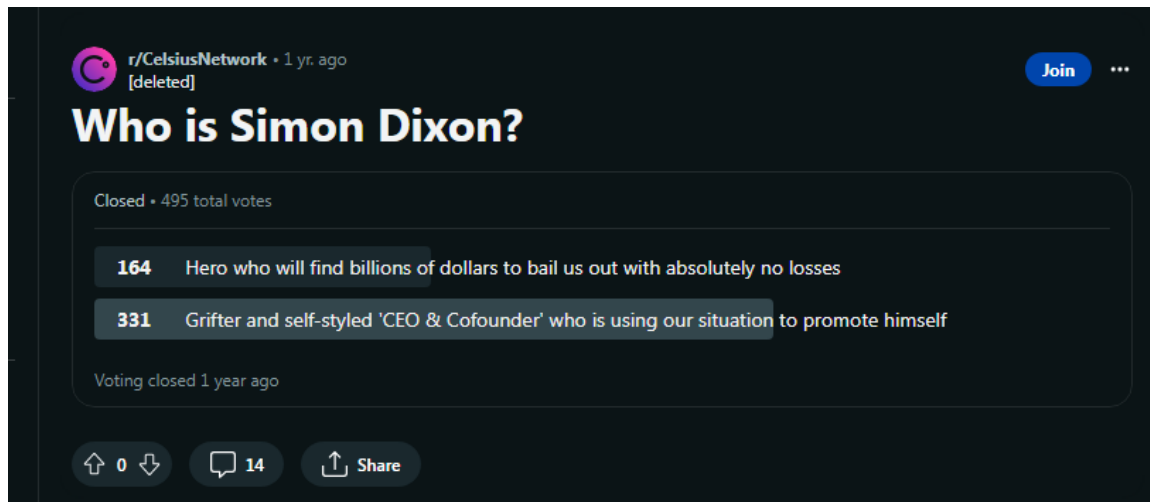 r/CelsiusNetwork • 1 yr. ago
[deleted]
Join
Who is Simon Dixon?
Closed • 495 total votes
164 Hero who will find billions of dollars to bail us out with absolutely no losses
331 Grifter and self-styled 'CEO & Cofounder' who is using our situation to promote himself
Voting closed 1 year ago
0 14 Share